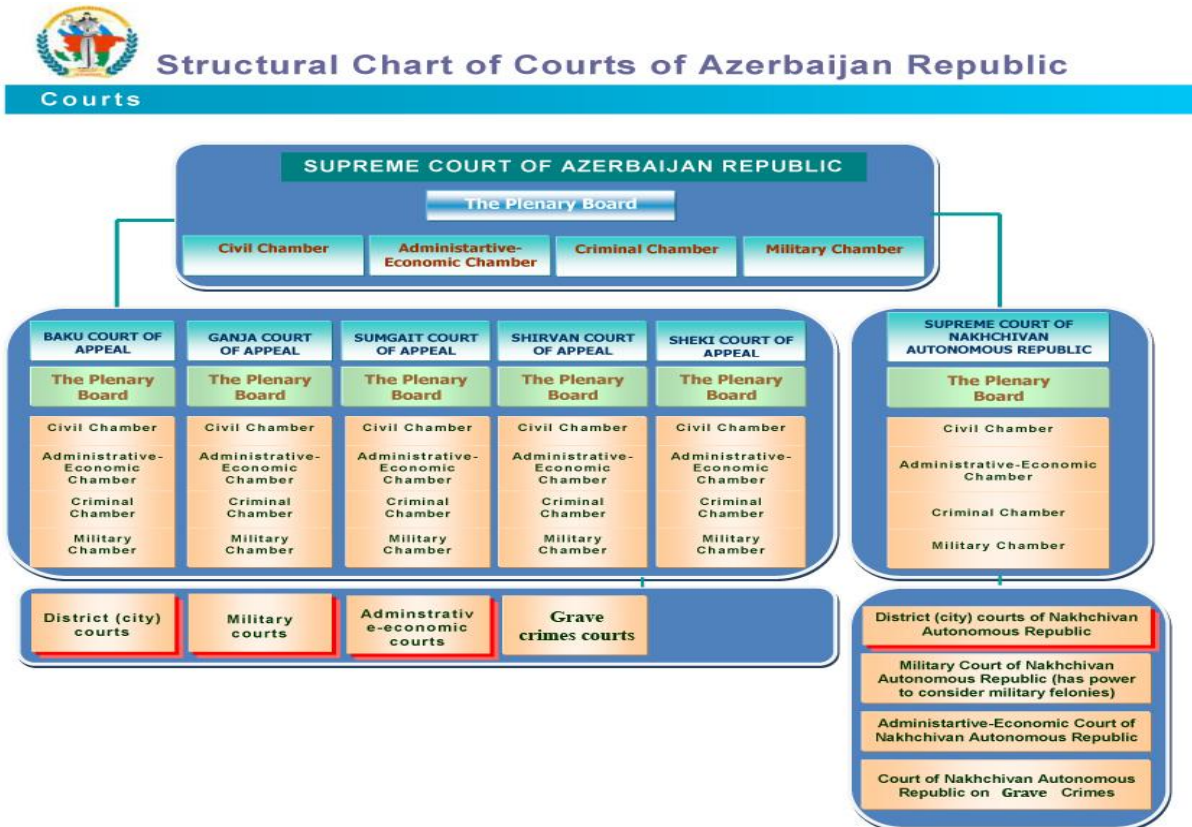 Structural Chart of Courts of Azerbaijan Republic
Courts
SUPREME COURT OF AZERBAIJAN REPUBLIC
The Plenary Board
Civil Chamber
Administartive-
Economic Chamber
Criminal Chamber
Military Chamber
BAKU COURT OF
APPEAL
The Plenary
Board
Civil Chamber
Administrative-
Economic
Chamber
Criminal
Chamber
Military
Chamber
GANJA COURT
OF APPEAL
The Plenary
Board
Civil Chamber
Administrative-
Economic
Chamber
Criminal
Chamber
Military
Chamber
SUMGAIT COURT
OF APPEAL
The Plenary
Board
Civil Chamber
Administrative-
Economic
Chamber
Criminal
Chamber
Military
Chamber
SHIRVAN COURT
OF APPEAL
The Plenary
Board
Civil Chamber
Administrative-
Economic
Chamber
Criminal
Chamber
Military
Chamber
SHEKI COURT OF
APPEAL
The Plenary
Board
Civil Chamber
Administrative-
Economic
Chamber
Criminal
Chamber
Military
Chamber
SUPREME COURT OF
NAKHCHIVAN
AUTONOMOUS REPUBLIC
The Plenary
Board
Civil Chamber
Administrative-Economic
Chamber
Criminal Chamber
Military Chamber
District (city)
courts
Military
courts
Adminstrativ
e-economic
courts
Grave
crimes courts
District (city) courts of Nakhchivan
Autonomous Republic
Military Court of Nakhchivan
Autonomous Republic (has power
to consider military felonies)
Administartive-Economic Court of
Nakhchivan Autonomous Republic
Court of Nakhchivan Autonomous
Republic on Grave Crimes